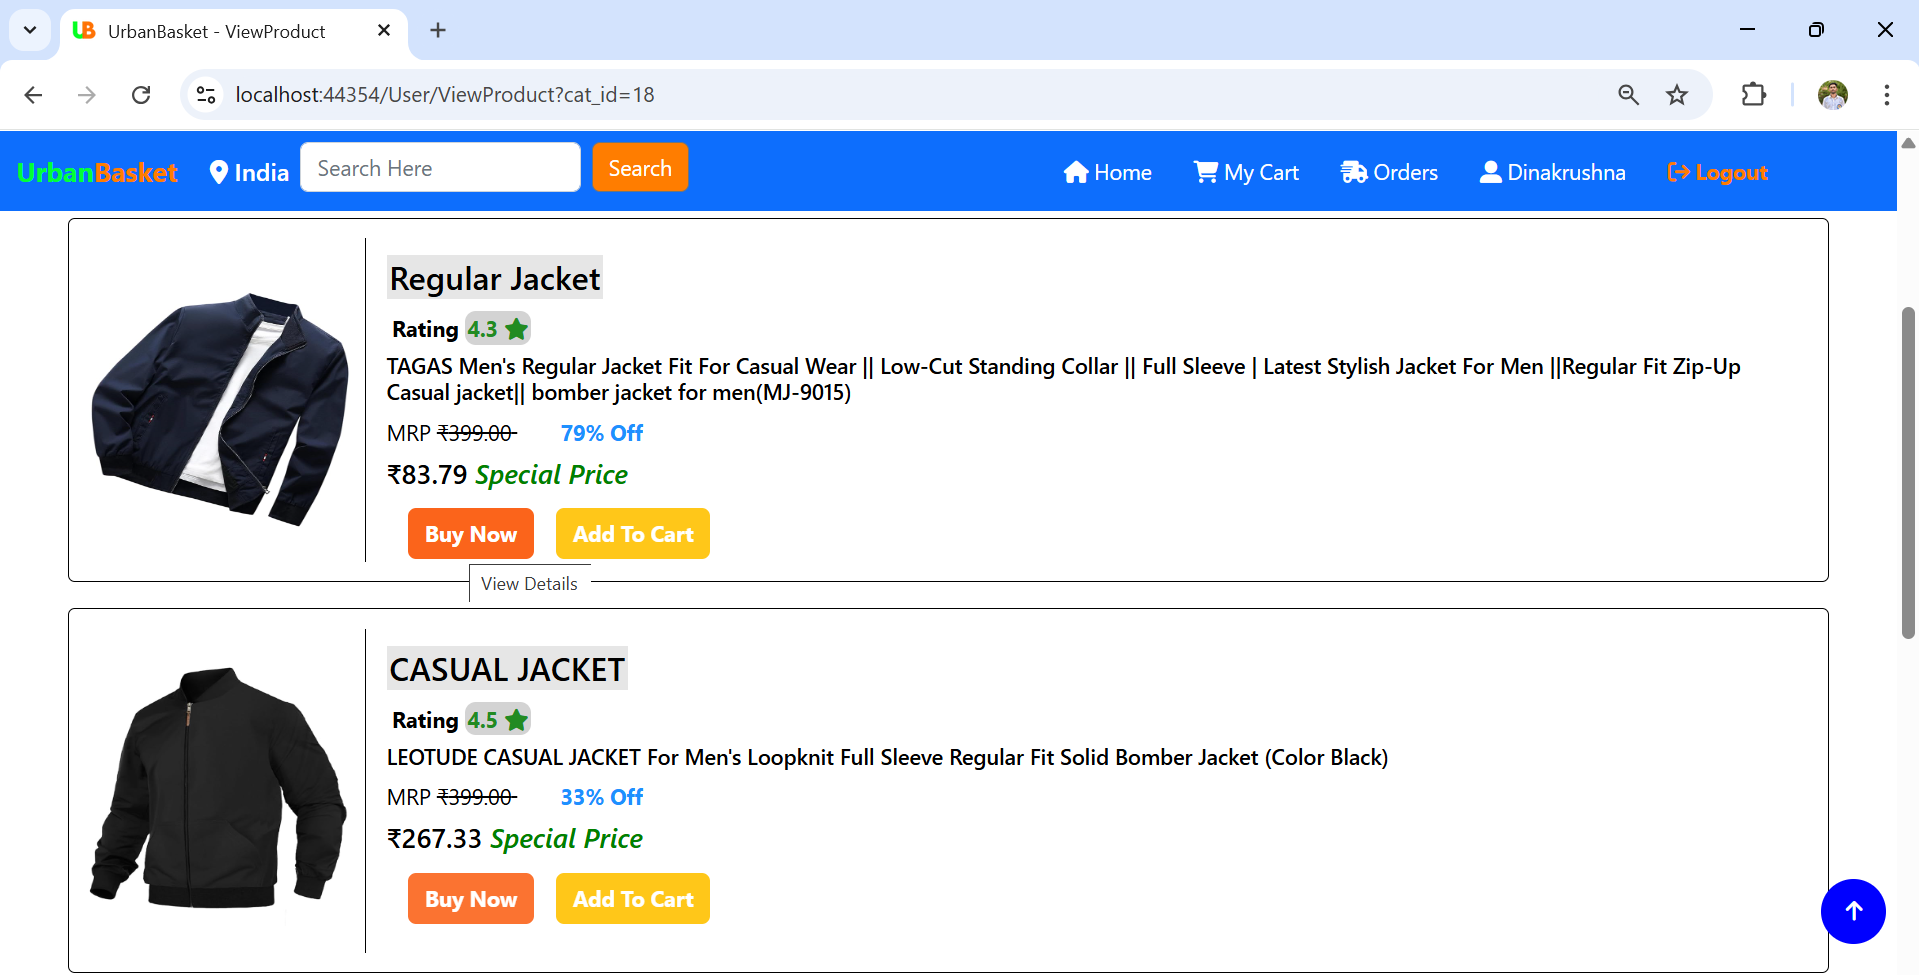 UrbanBasket - ViewProduct
localhost:44354/User/ViewProduct?cat_id=18
UrbanBasket India Search Here Search Home My Cart Orders Dinakrushna Logout
Regular Jacket
Rating 4.3
TAGAS Men's Regular Jacket Fit For Casual Wear || Low-Cut Standing Collar || Full Sleeve | Latest Stylish Jacket For Men ||Regular Fit Zip-Up
Casual jacket|| bomber jacket for men(MJ-9015)
MRP ₹399.00 79% Off
₹83.79 Special Price
Buy Now Add To Cart
View Details
CASUAL JACKET
Rating 4.5
LEOTUDE CASUAL JACKET For Men's Loopknit Full Sleeve Regular Fit Solid Bomber Jacket (Color Black)
MRP ₹399.00 33% Off
₹267.33 Special Price
Buy Now Add To Cart